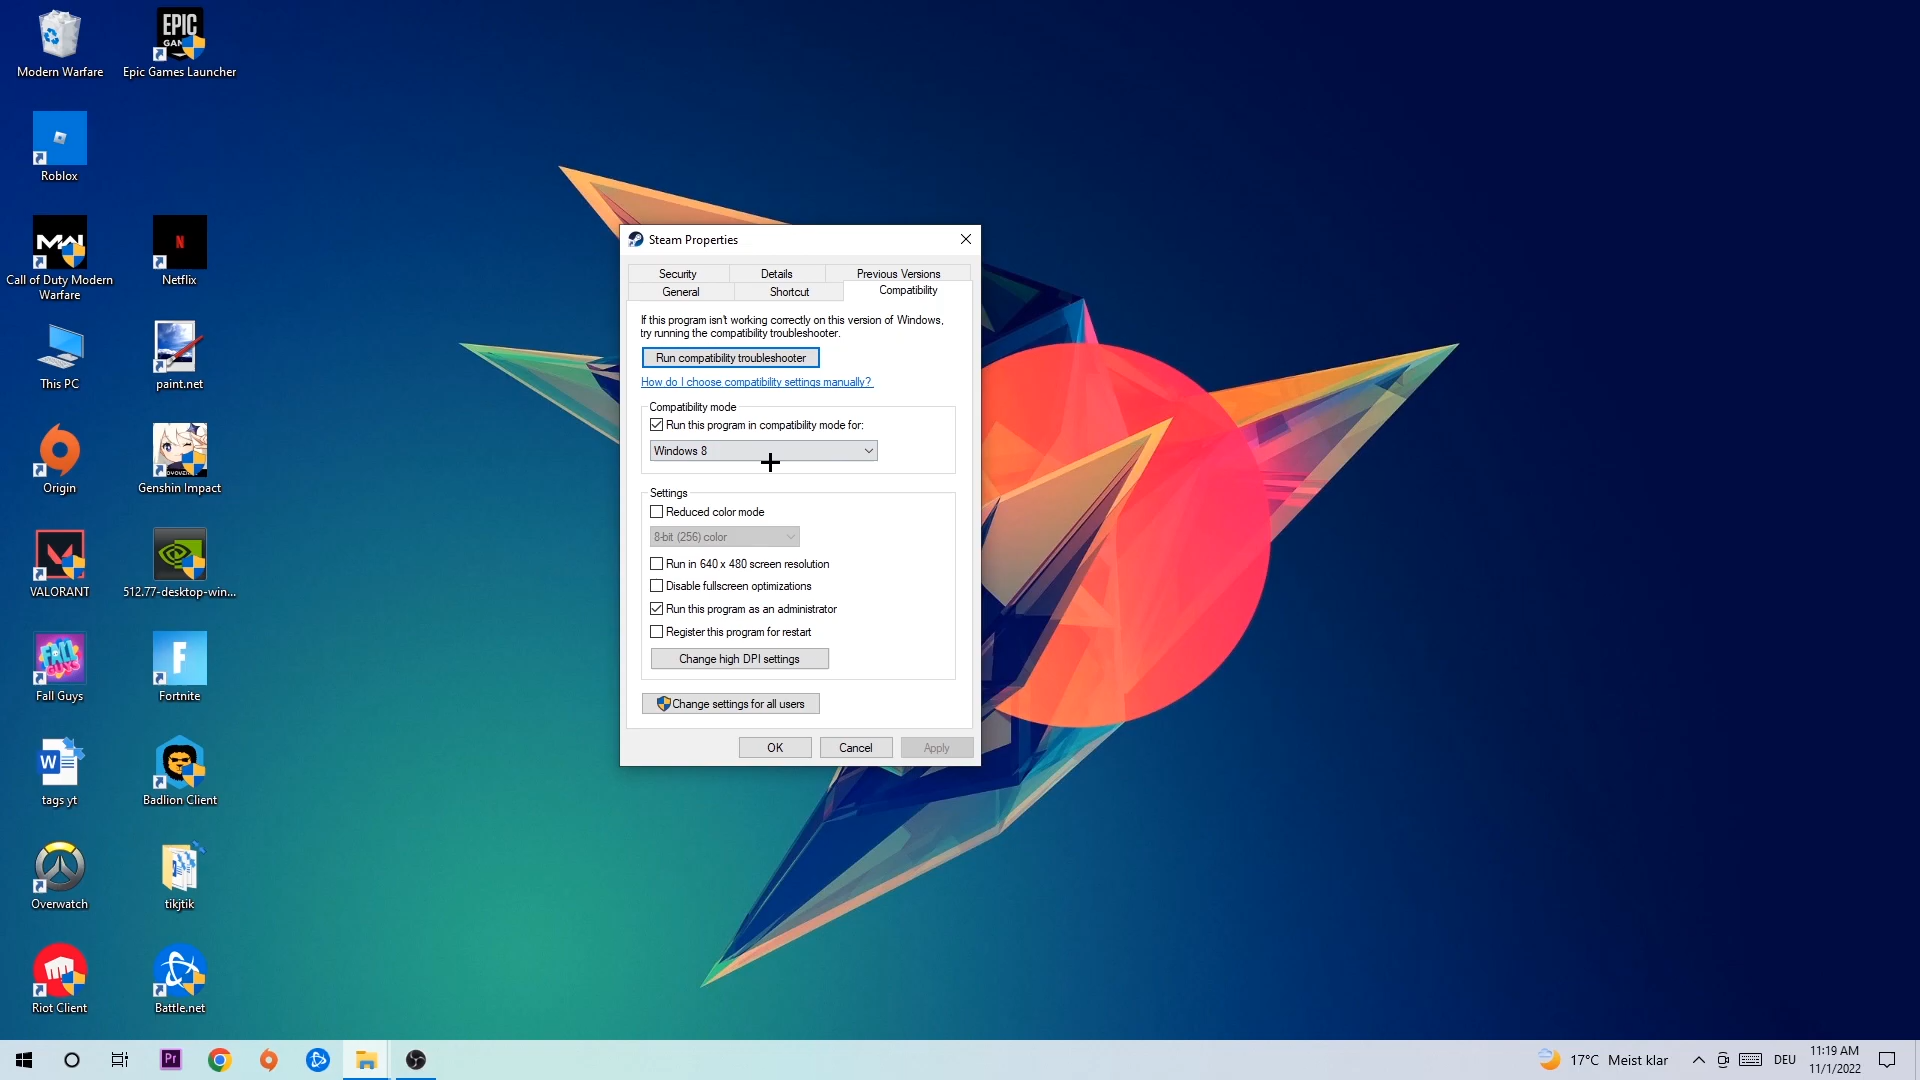 Modern Warfare
EPIC
GAMES
Epic Games Launcher
Roblox
MW
Call of Duty Modern
Warfare
N
Netflix
This PC
paint.net
Origin
Genshin Impact
VALORANT
512.77-desktop-win...
FALL
GUYS
Fall Guys
F
Fortnite
W
tags yt
Badlion Client
Overwatch
tikjtik
Riot Client
Battle.net
Steam Properties
Security
Details
Previous Versions
General
Shortcut
Compatibility
If this program isn't working correctly on this version of Windows,
try running the compatibility troubleshooter.
Run compatibility troubleshooter
How do I choose compatibility settings manually?
Compatibility mode
Run this program in compatibility mode for:
Windows 8
Settings
Reduced color mode
8-bit (256) color
Run in 640 x 480 screen resolution
Disable fullscreen optimizations
Run this program as an administrator
Register this program for restart
Change high DPI settings
Change settings for all users
OK
Cancel
Apply
Pr
17°C Meist klar
DEU
11:19 AM
11/1/2022